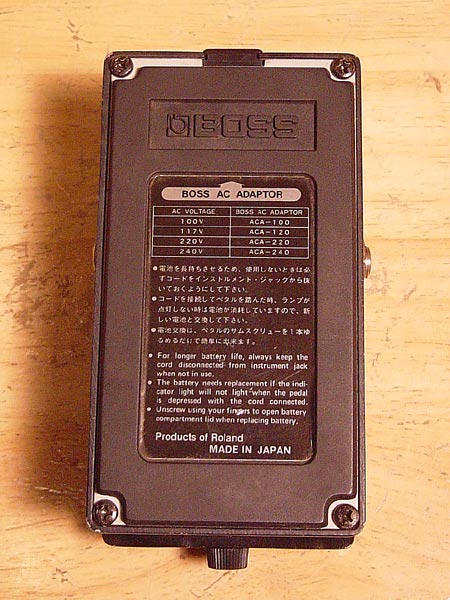 BOSS
BOSS AC ADAPTOR
AC VOLTAGE BOSS AC ADAPTOR
100V ACA-100
117V ACA-120
220V ACA-220
240V ACA-240
●電池を長持ちさせるため、使用しないときは必
ずコードをインストルメント・ジャックから抜
いておくようにして下さい。
●コードを接続してペタルを踏んだ時、ランプが
点灯しない時は電池が消耗していますので、新
しい電池と交換して下さい。
●電池交換は、ペタルのサムスクリューを1本ゆ
るめるだけで簡単に出来ます。
● For longer battery life, always keep the
cord disconnected from instrument jack
when not in use.
● The battery needs replacement if the indi-
cator light will not light when the pedal
is depressed with the cord connected.
● Unscrew using your fingers to open battery
compartment lid when replacing battery.
Products of Roland
MADE IN JAPAN